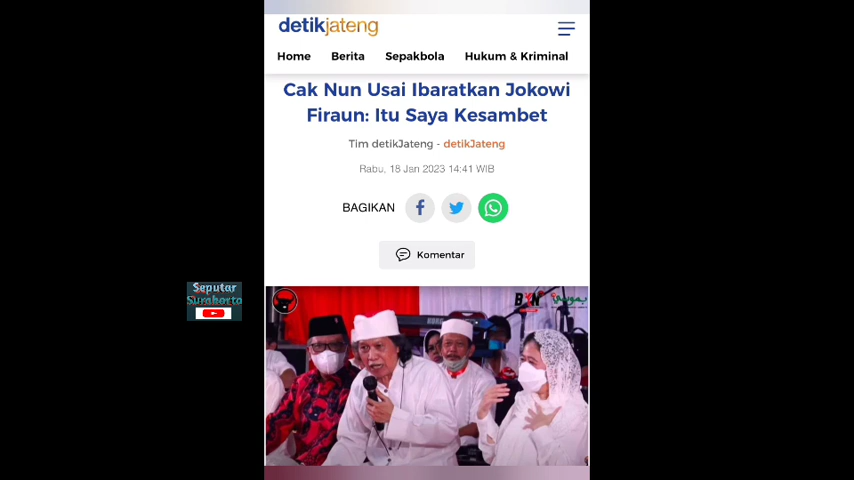 detikjateng
Home Berita Sepakbola Hukum & Kriminal
Cak Nun Usai Ibaratkan Jokowi
Firaun: Itu Saya Kesambet
Tim detikJateng - detikJateng
Rabu, 18 Jan 2023 14:41 WIB
BAGIKAN
Komentar
Seputar
Surakarta
KORG